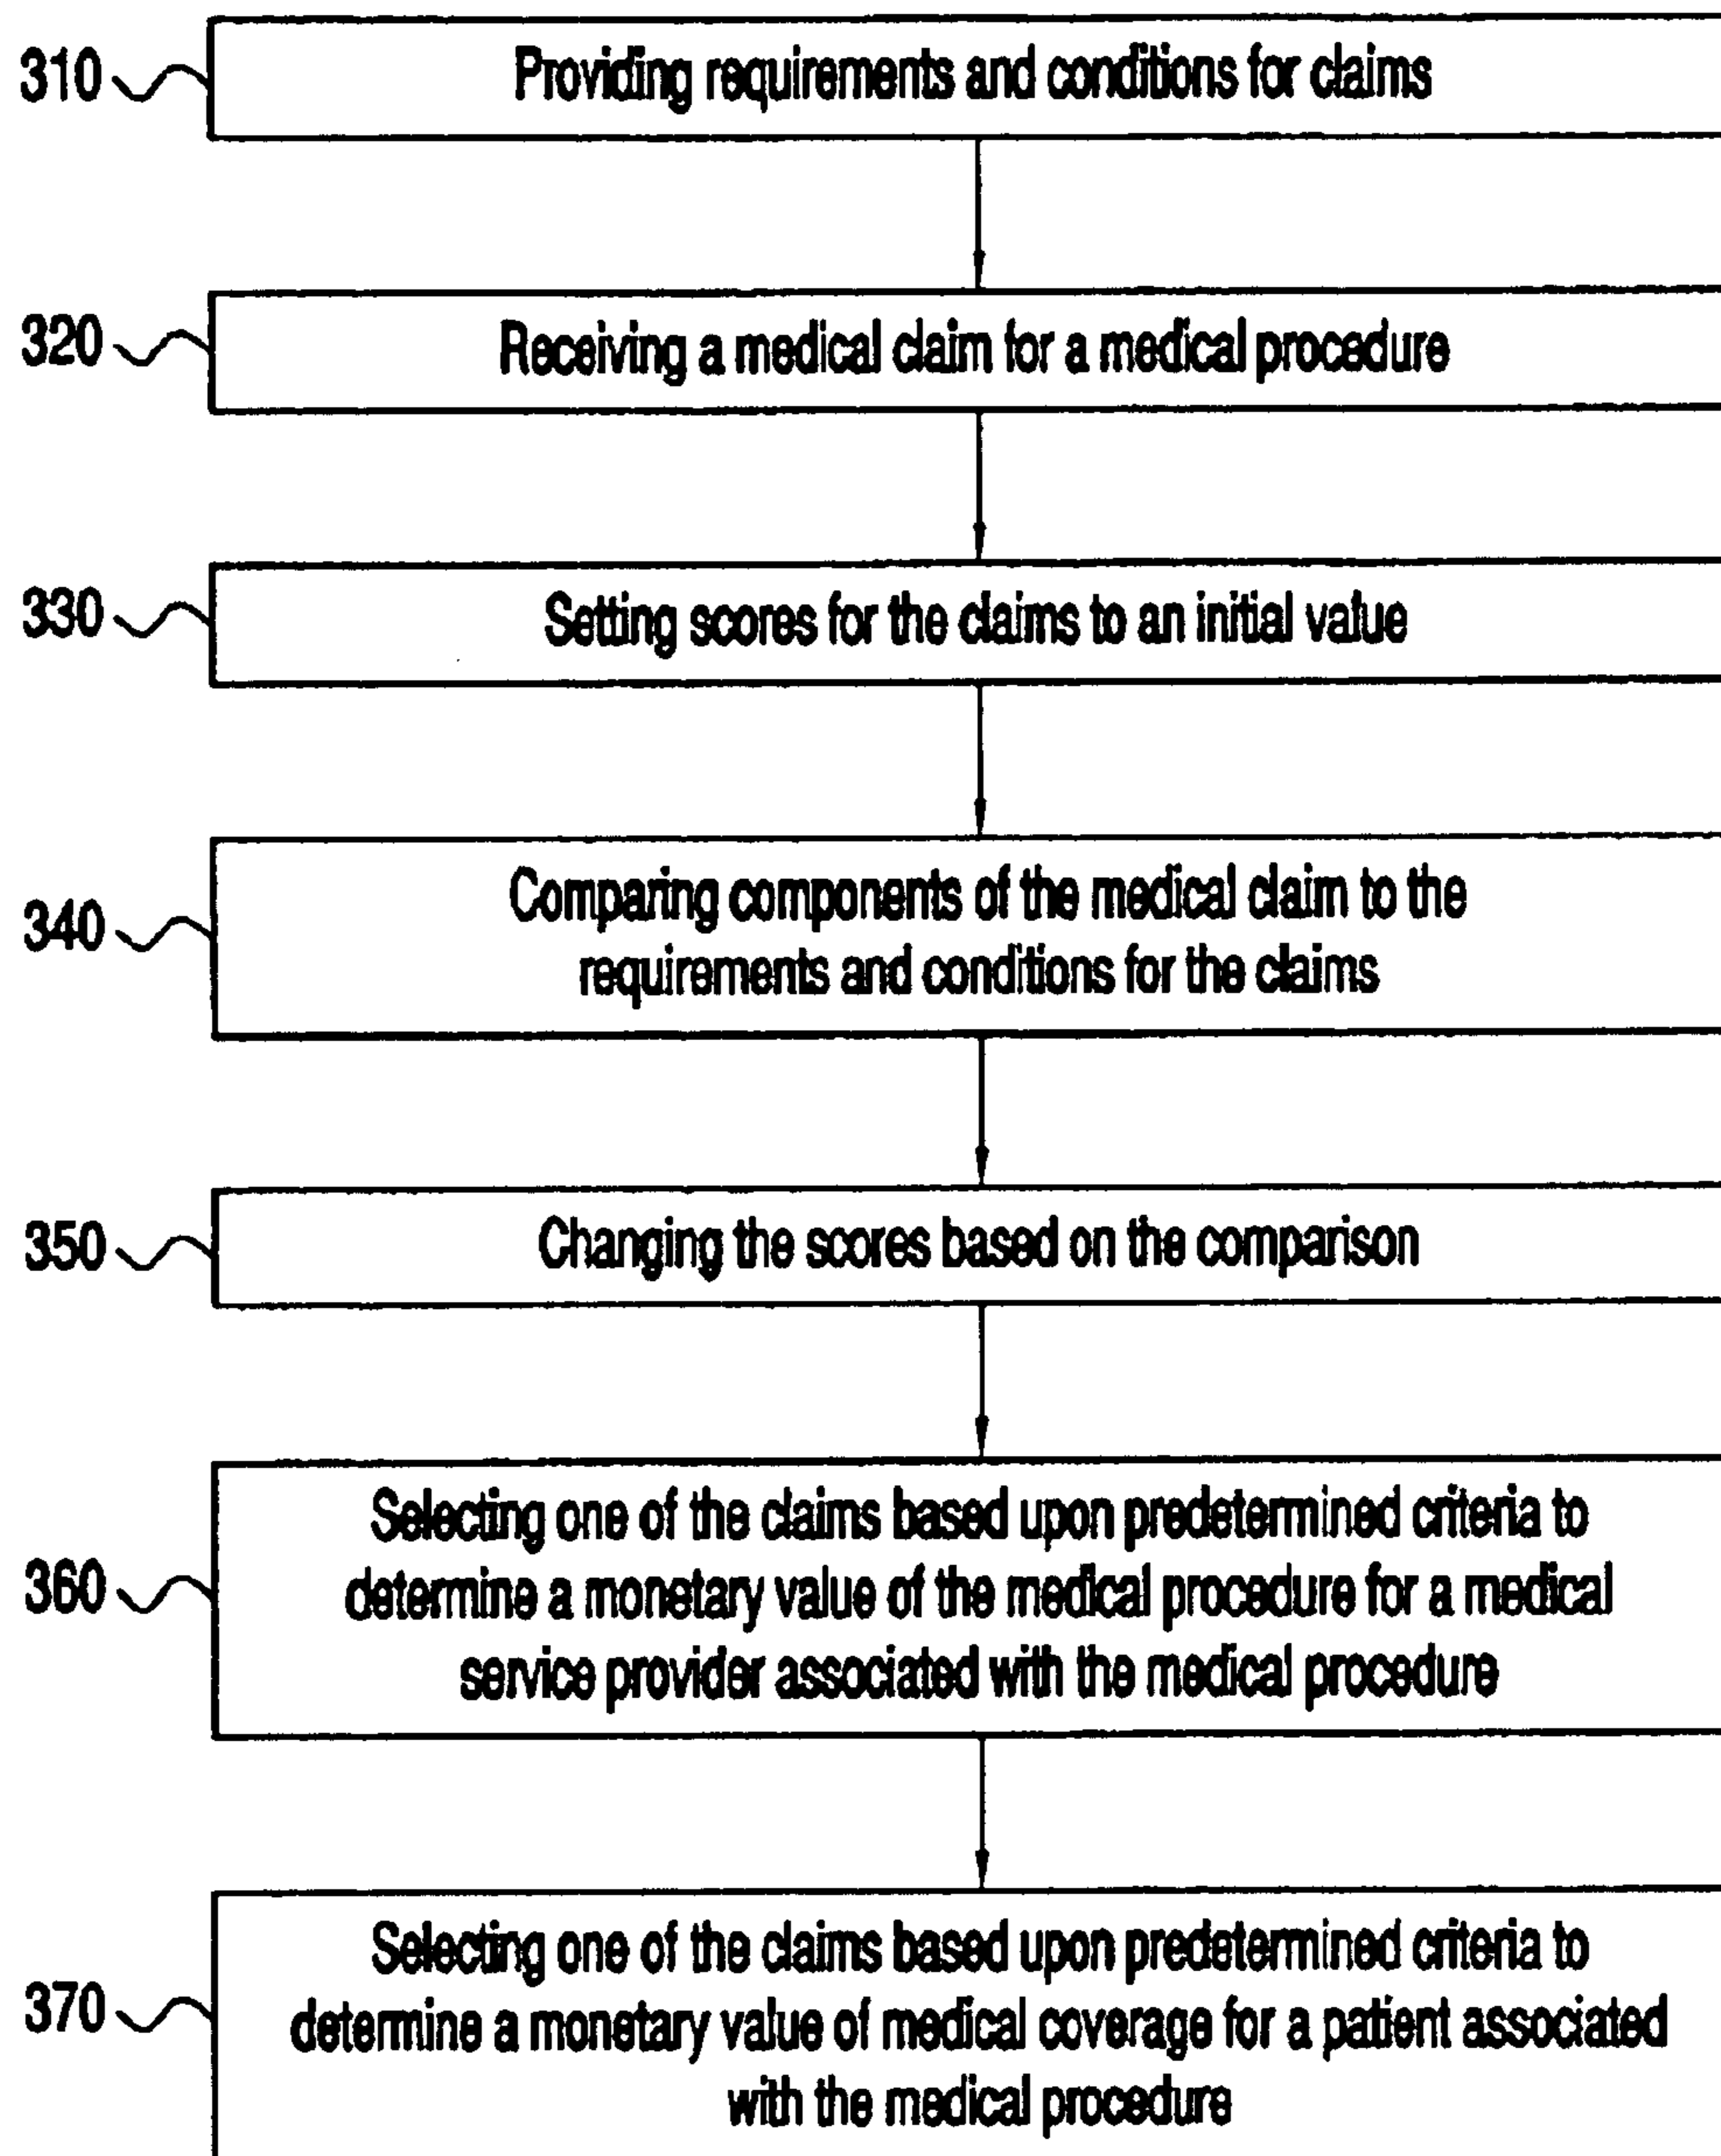 310
Providing requirements and conditions for claims
320
Receiving a medical claim for a medical procedure
330
Setting scores for the claims to an initial value
340
Comparing components of the medical claim to the
requirements and conditions for the claims
350
Changing the scores based on the comparison
360
Selecting one of the claims based upon predetermined criteria to
determine a monetary value of the medical procedure for a medical
service provider associated with the medical procedure
370
Selecting one of the claims based upon predetermined criteria to
determine a monetary value of medical coverage for a patient associated
with the medical procedure